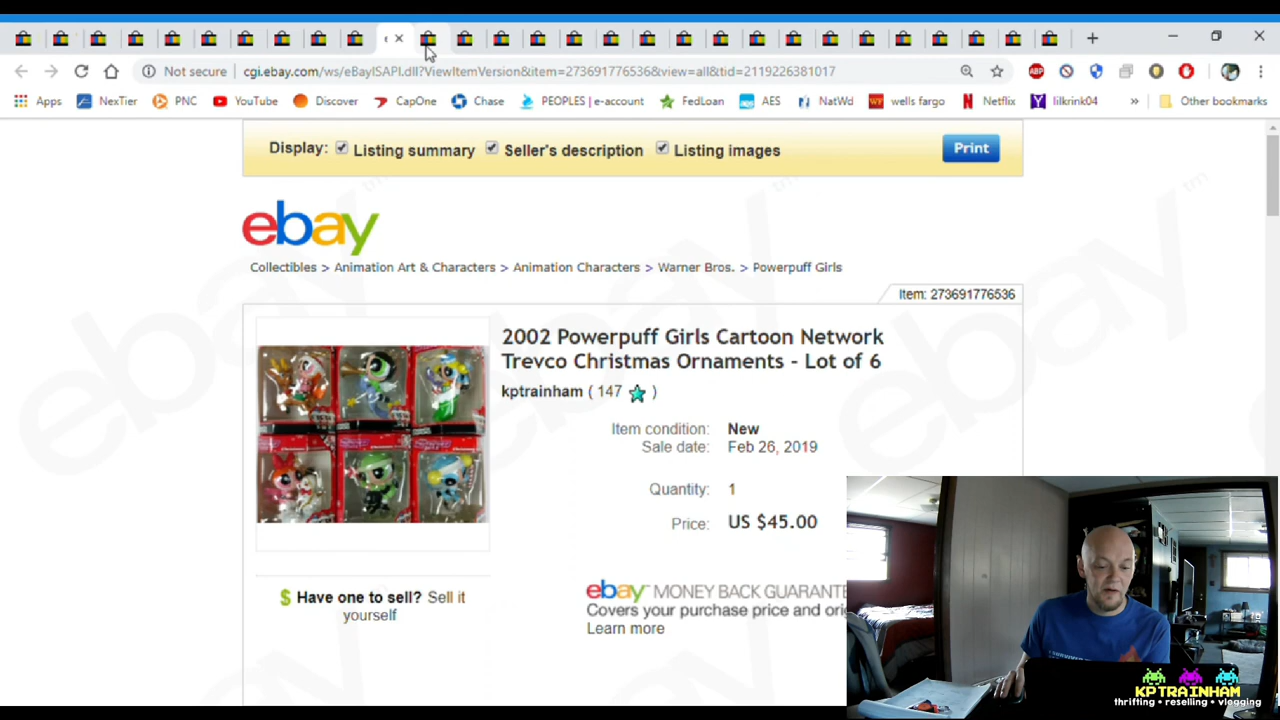 Not secure cgi.ebay.com/ws/eBayISAPI.dll?ViewItemVersion&item=273691776536&view=all&tid=2119226381017
ABP
Apps NexTier PNC YouTube Discover CapOne Chase PEOPLES | e-account FedLoan AES NatWd wells fargo Netflix lilkrink04 » Other bookmarks
Display: Listing summary Seller's description Listing images Print
ebay
Collectibles > Animation Art & Characters > Animation Characters > Warner Bros. > Powerpuff Girls
Item: 273691776536
2002 Powerpuff Girls Cartoon Network
Trevco Christmas Ornaments - Lot of 6
kptrainham ( 147 )
Item condition: New
Sale date: Feb 26, 2019
Quantity: 1
Price: US $45.00
$ Have one to sell? Sell it
yourself
ebay MONEY BACK GUARANTE
Covers your purchase price and ori
Learn more
KPTRAINHAM
thrifting • reselling • vlogging